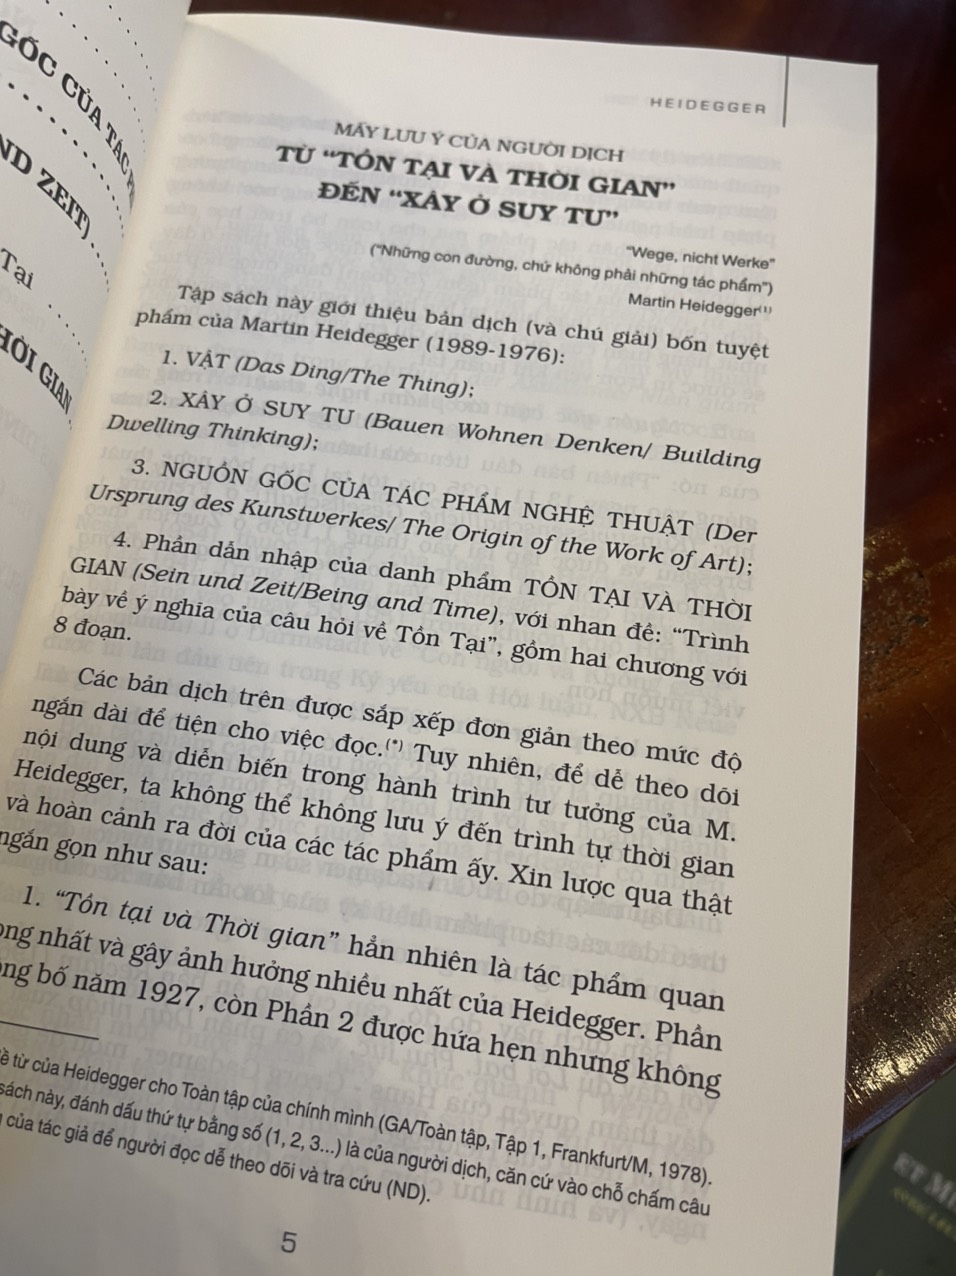 GỐC CỦA TÁC
ND ZEIT)
Tại
HỜI GIAN
HEIDEGGER
MẤY LƯU Ý CỦA NGƯỜI DỊCH
TỪ “TỒN TẠI VÀ THỜI GIAN”
ĐẾN “XÂY Ở SUY TƯ”
“Wege, nicht Werke”
(“Những con đường, chứ không phải những tác phẩm”)
Martin Heidegger⁽¹⁾
Tập sách này giới thiệu bản dịch (và chú giải) bốn tuyệt
phẩm của Martin Heidegger (1989-1976):
1. VẬT (Das Ding/The Thing);
2. XÂY Ở SUY TƯ (Bauen Wohnen Denken/ Building
Dwelling Thinking);
3. NGUỒN GỐC CỦA TÁC PHẨM NGHỆ THUẬT (Der
Ursprung des Kunstwerkes/ The Origin of the Work of Art);
4. Phần dẫn nhập của danh phẩm TỒN TẠI VÀ THỜI
GIAN (Sein und Zeit/Being and Time), với nhan đề: “Trình
bày về ý nghĩa của câu hỏi về Tồn Tại”, gồm hai chương với
8 đoạn.
Các bản dịch trên được sắp xếp đơn giản theo mức độ
ngắn dài để tiện cho việc đọc.(*) Tuy nhiên, để dễ theo dõi
nội dung và diễn biến trong hành trình tư tưởng của M.
Heidegger, ta không thể không lưu ý đến trình tự thời gian
và hoàn cảnh ra đời của các tác phẩm ấy. Xin lược qua thật
ngắn gọn như sau:
1. “Tồn tại và Thời gian” hẳn nhiên là tác phẩm quan
ọng nhất và gây ảnh hưởng nhiều nhất của Heidegger. Phần
ông bố năm 1927, còn Phần 2 được hứa hẹn nhưng không
ề từ của Heidegger cho Toàn tập của chính mình (GA/Toàn tập, Tập 1, Frankfurt/M, 1978).
sách này, đánh dấu thứ tự bằng số (1, 2, 3...) là của người dịch, căn cứ vào chỗ chấm câu
của tác giả để người đọc dễ theo dõi và tra cứu (ND).
5